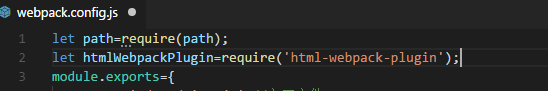 webpack.config.js
1 let path=require(path);
2 let htmlWebpackPlugin=require('html-webpack-plugin');
3 module.exports={